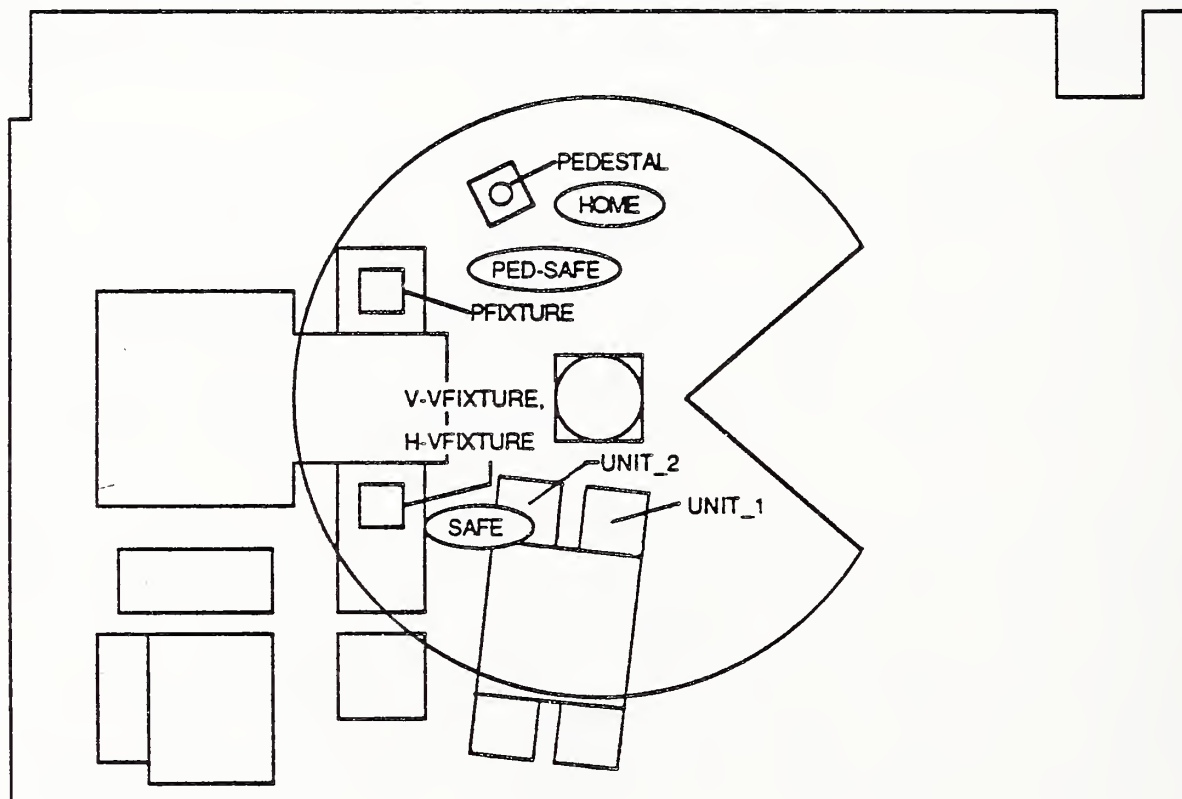 PEDESTAL
HOME
PED-SAFE
PFIXTURE
V-VFIXTURE,
H-VFIXTURE
UNIT_2
UNIT_1
SAFE